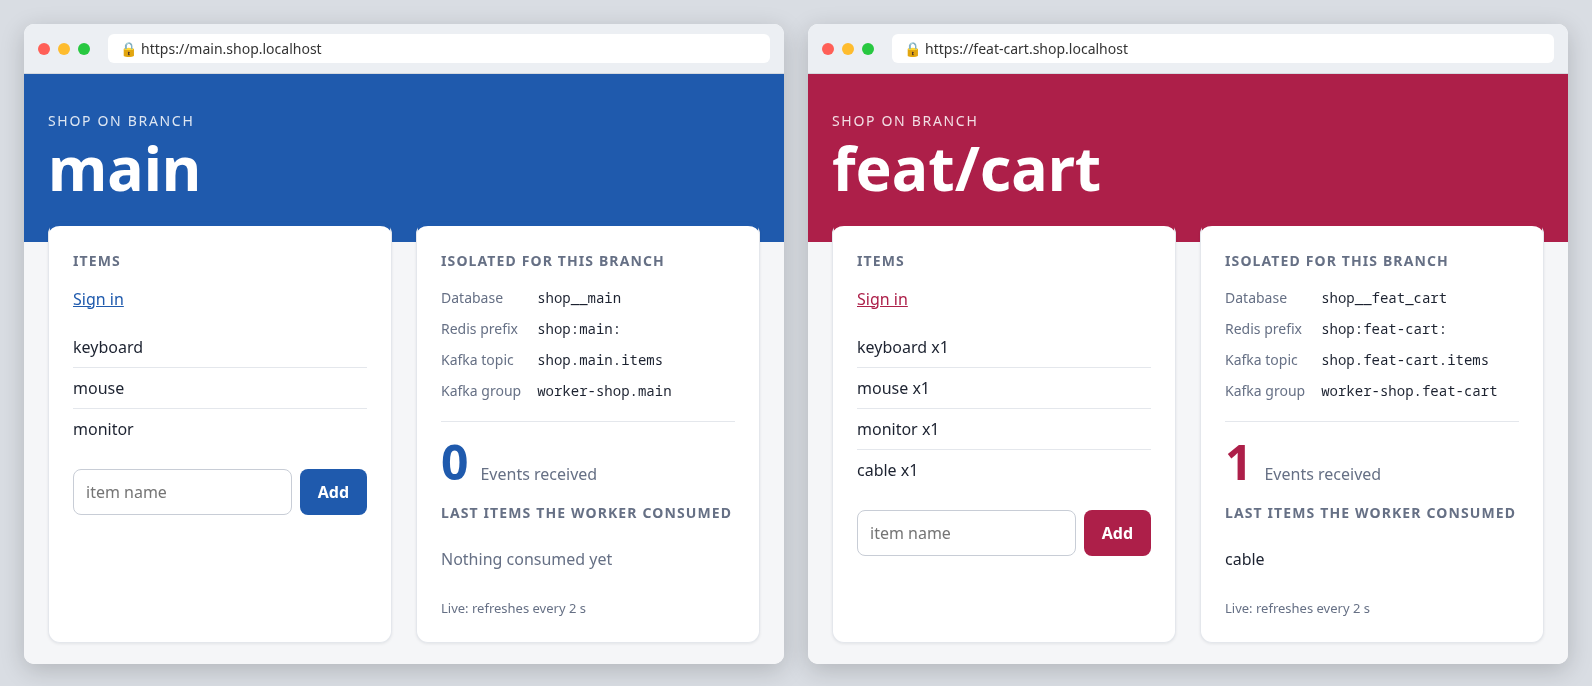 https://main.shop.localhost
SHOP ON BRANCH
main
ITEMS
Sign in
keyboard
mouse
monitor
item name
Add
ISOLATED FOR THIS BRANCH
Database shop__main
Redis prefix shop:main:
Kafka topic shop.main.items
Kafka group worker-shop.main
0 Events received
LAST ITEMS THE WORKER CONSUMED
Nothing consumed yet
Live: refreshes every 2 s
https://feat-cart.shop.localhost
SHOP ON BRANCH
feat/cart
ITEMS
Sign in
keyboard x1
mouse x1
monitor x1
cable x1
item name
Add
ISOLATED FOR THIS BRANCH
Database shop__feat_cart
Redis prefix shop:feat-cart:
Kafka topic shop.feat-cart.items
Kafka group worker-shop.feat-cart
1 Events received
LAST ITEMS THE WORKER CONSUMED
cable
Live: refreshes every 2 s